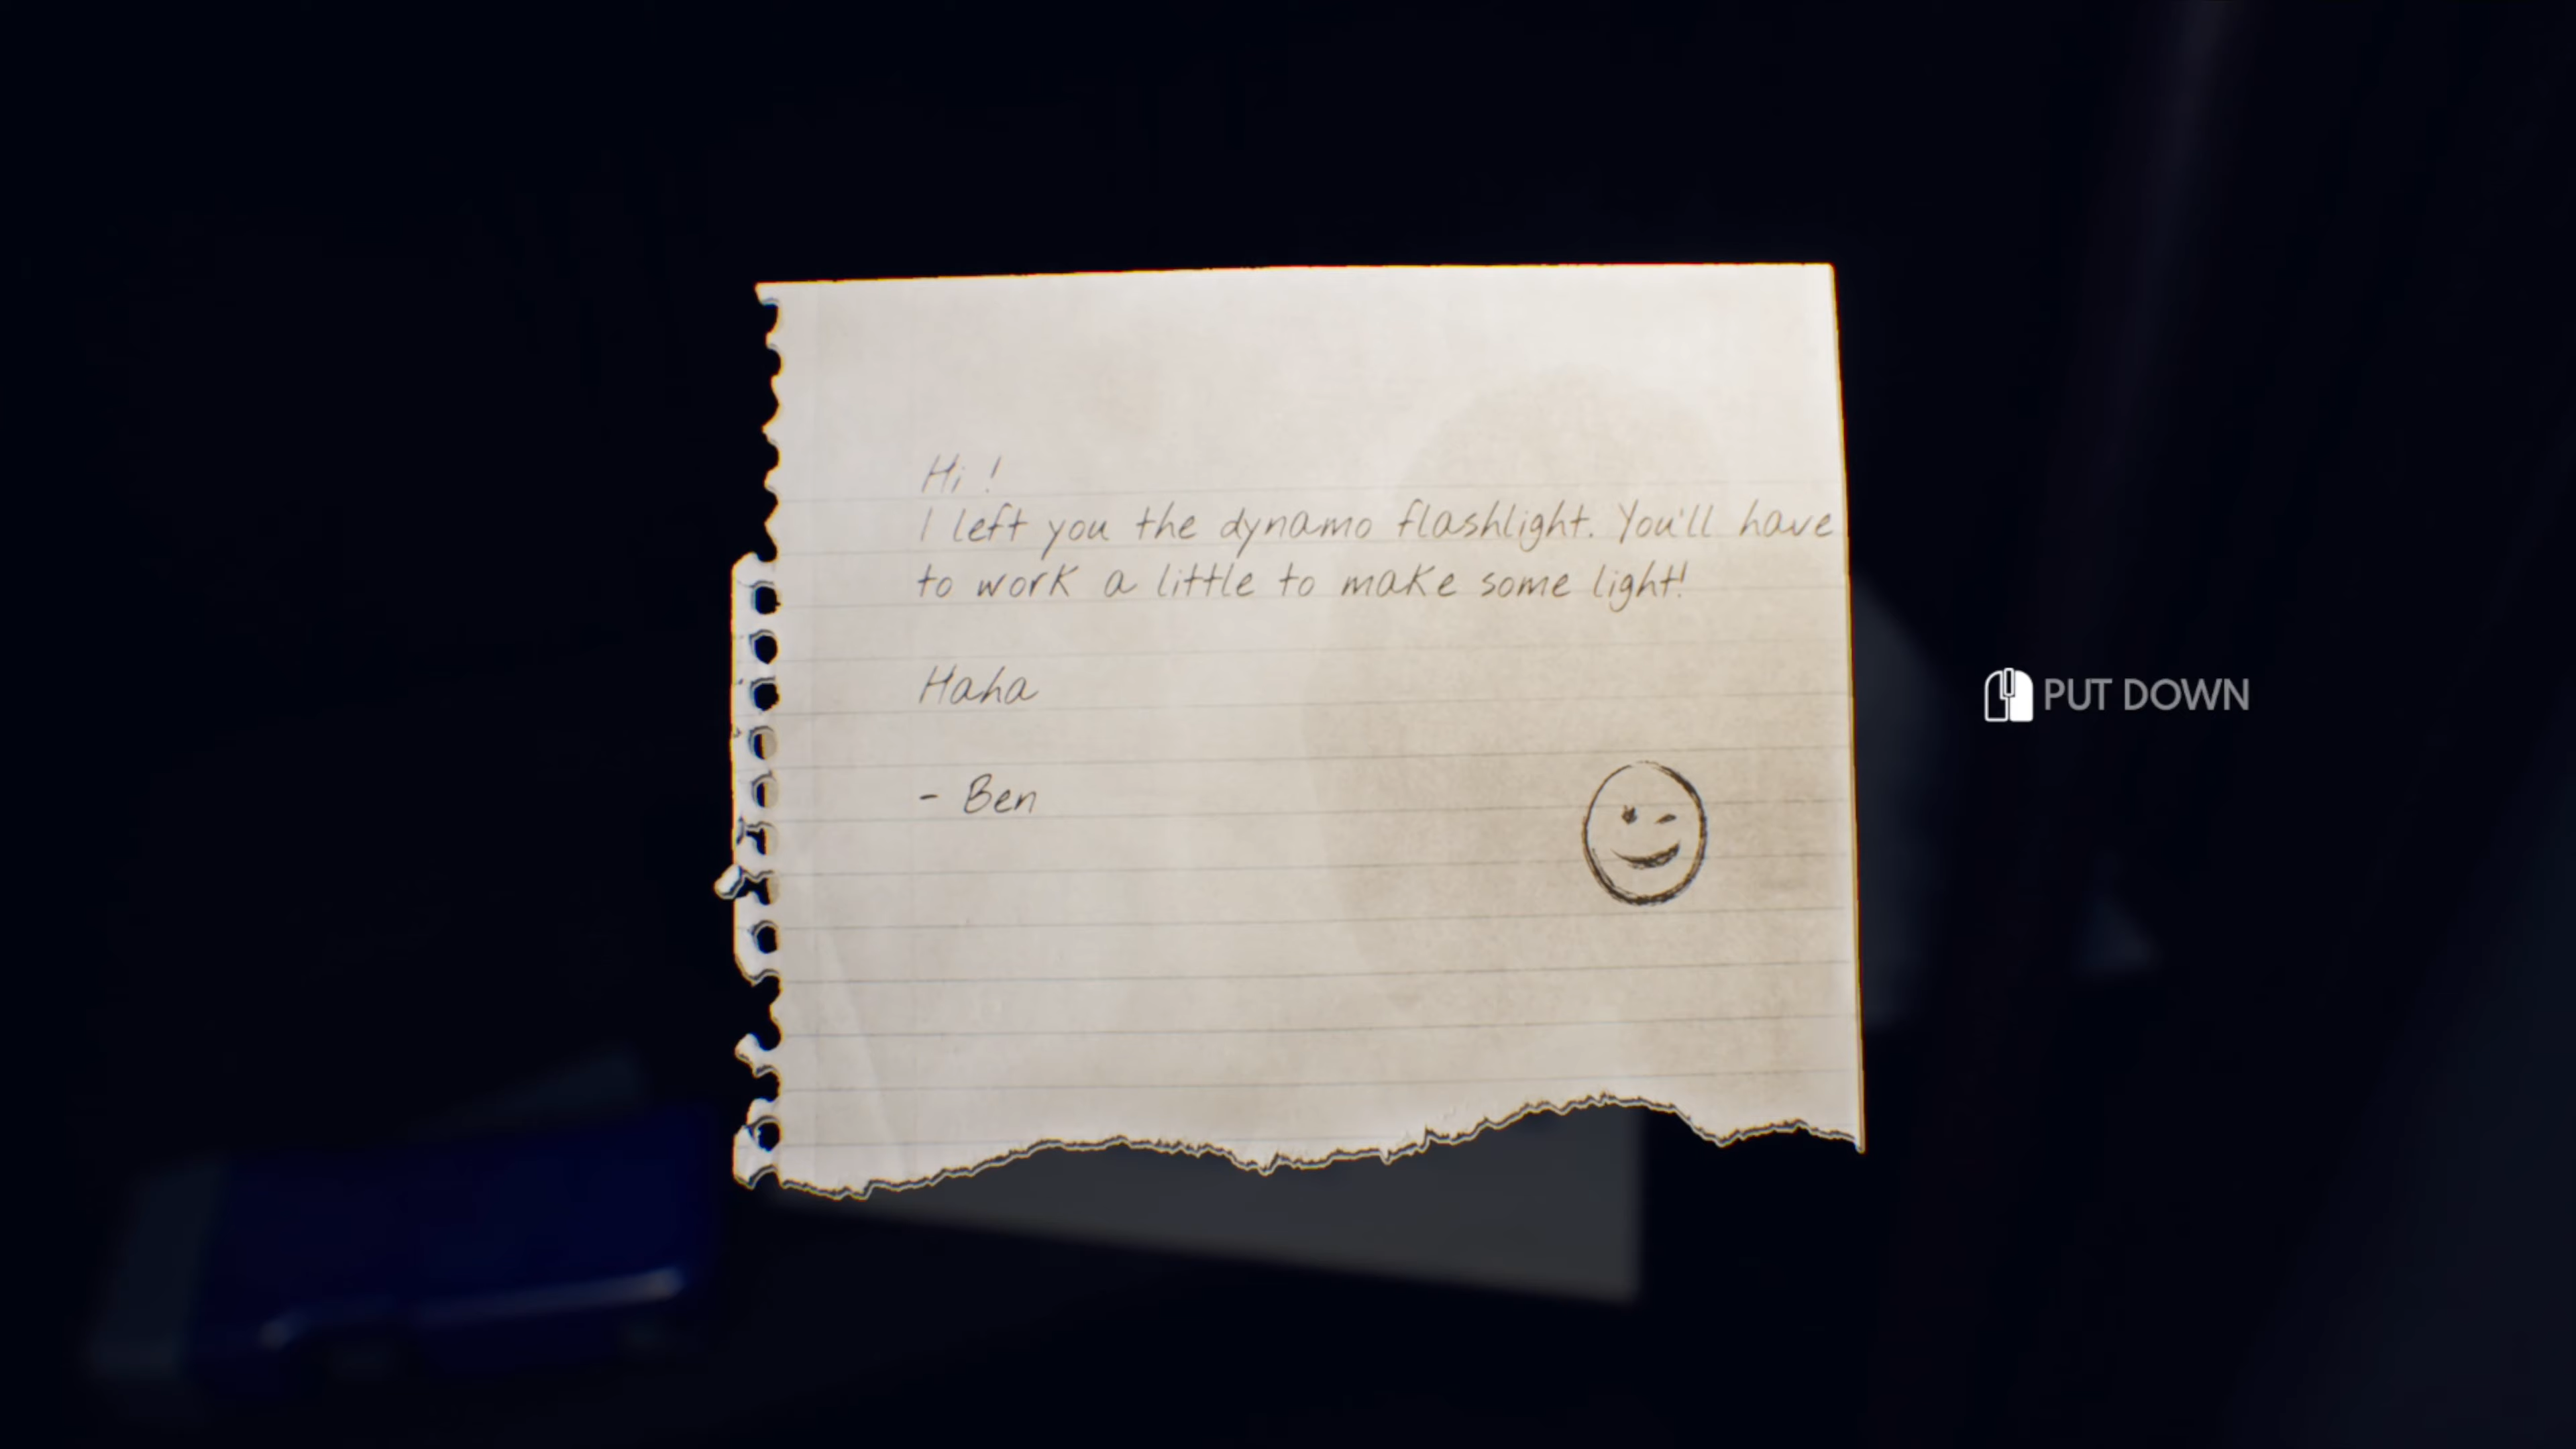 Hi !
I left you the dynamo flashlight. You'll have
to work a little to make some light!
Haha
- Ben
PUT DOWN